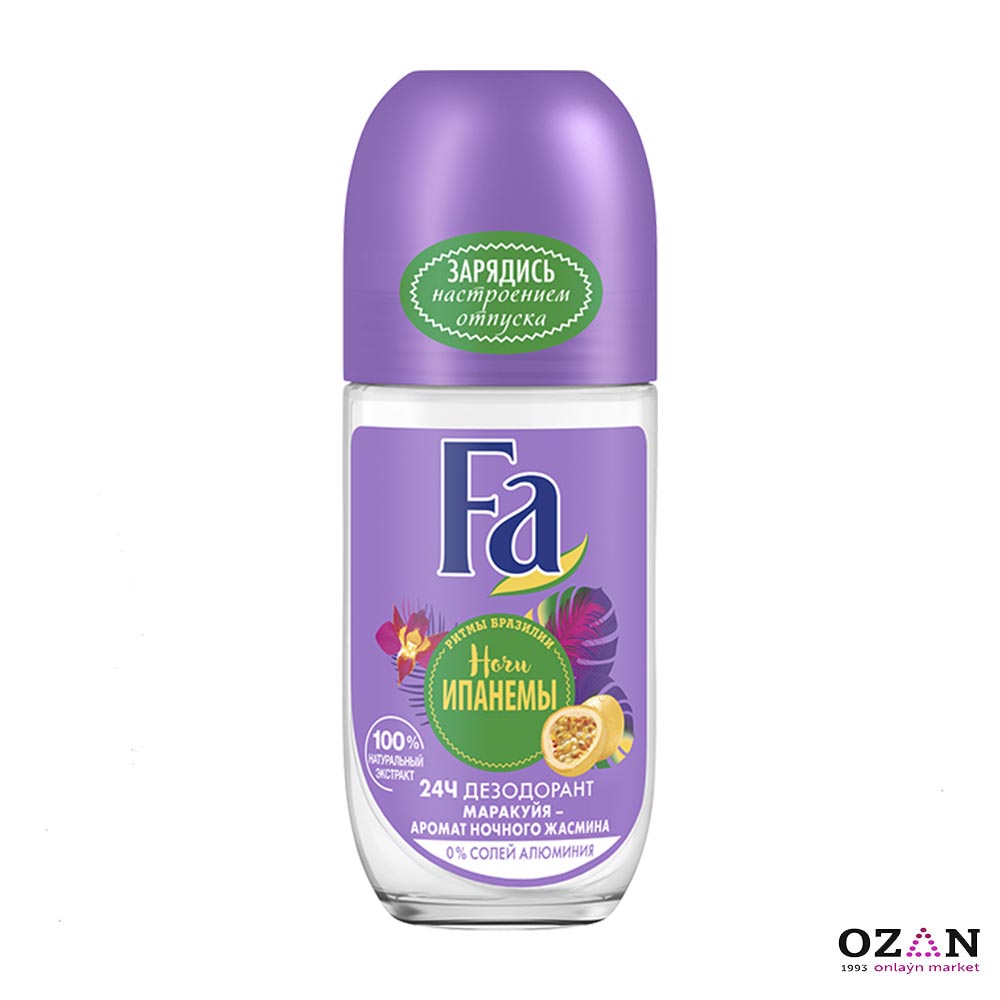 ЗАРЯДИСЬ
настроением
отпуска
Fa
РИТМЫ БРАЗИЛИИ
Ночи
ИПАНЕМЫ
100%
НАТУРАЛЬНЫЙ
ЭКСТРАКТ
24Ч ДЕЗОДОРАНТ
МАРАКУЙЯ –
АРОМАТ НОЧНОГО ЖАСМИНА
0% СОЛЕЙ АЛЮМИНИЯ
OZAN
1993 onlaýn market